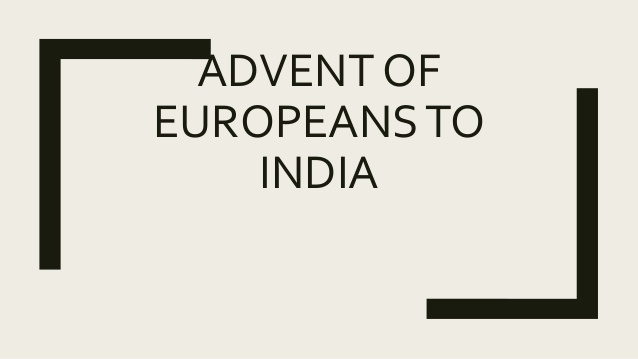 ADVENT OF
EUROPEANS TO
INDIA